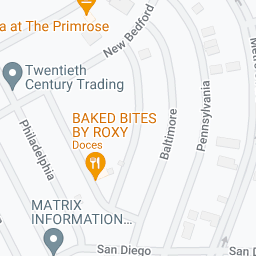 a at The Primrose
New Bedford
Twentieth
Century Trading
BAKED BITES
BY ROXY
Doces
Baltimore
Pennsylvania
Philadelphia
MATRIX
INFORMATION...
San Diego
San Diego